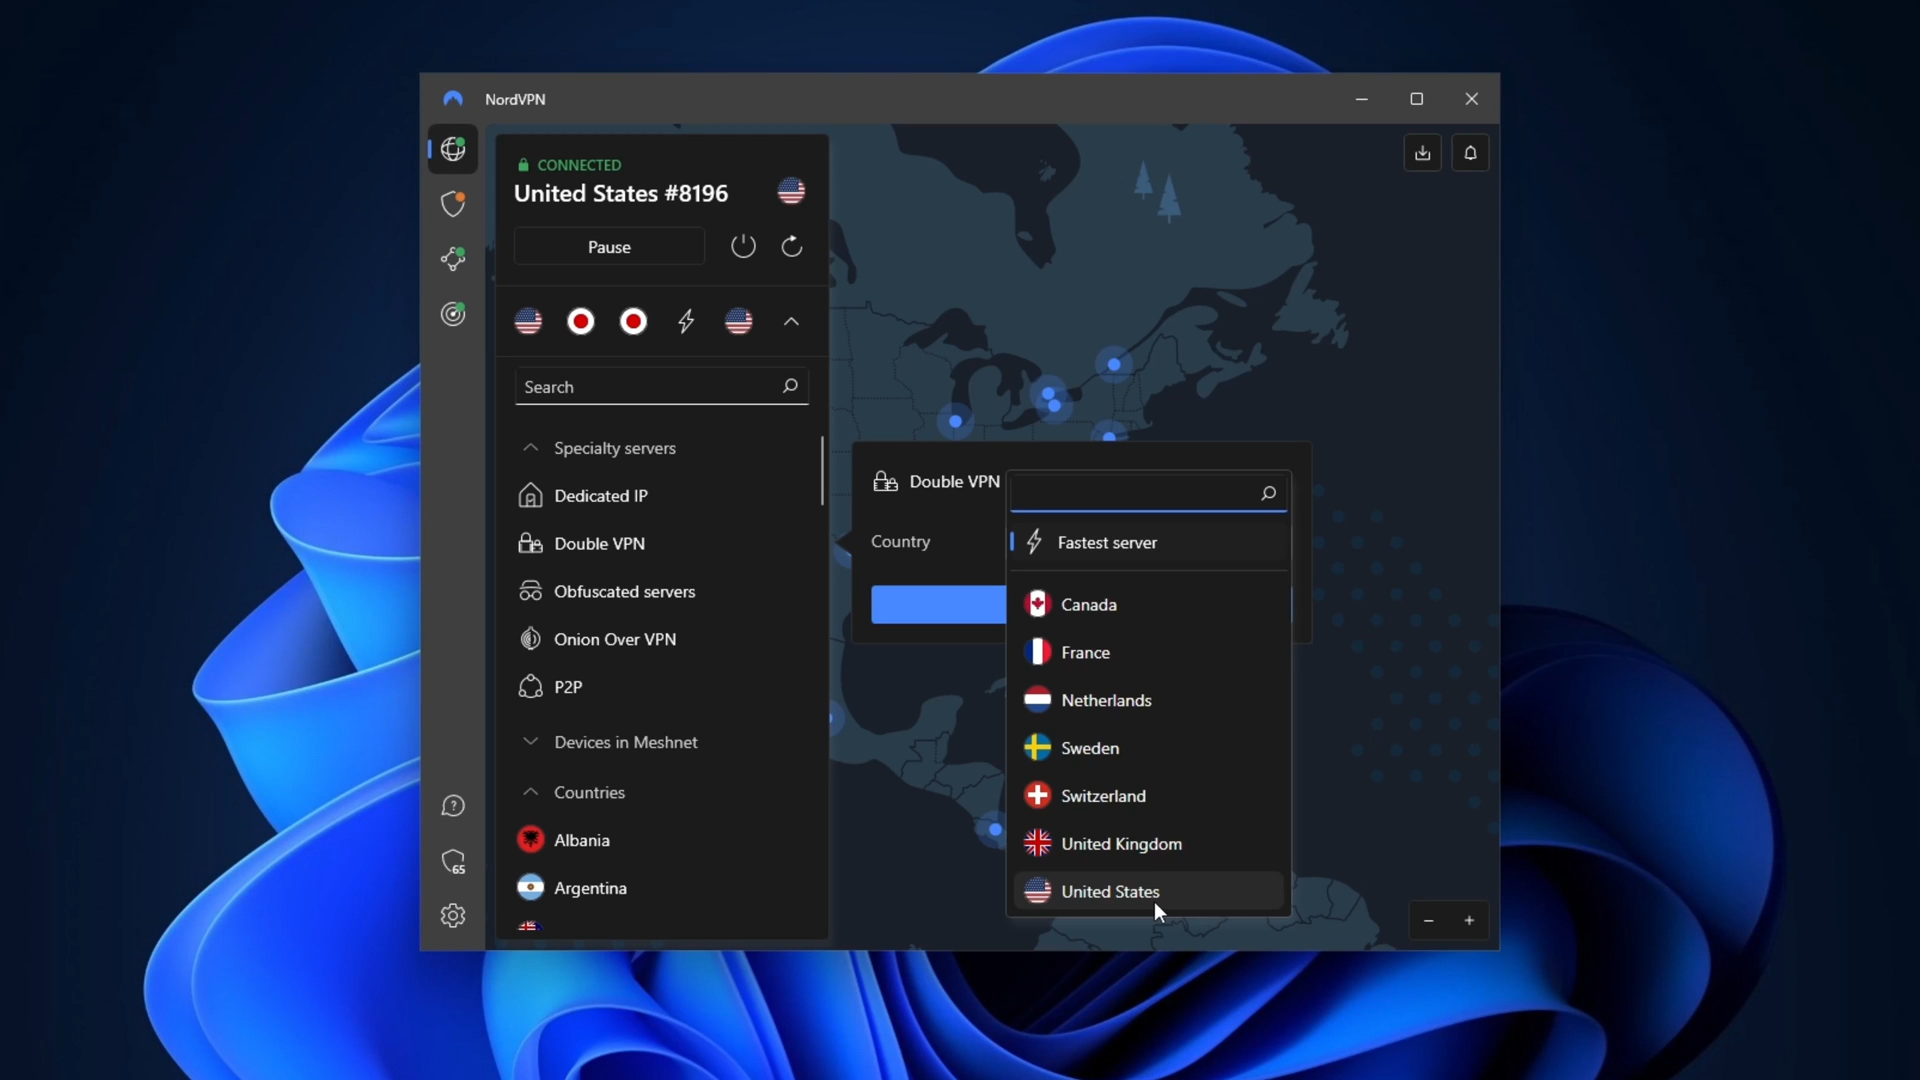 NordVPN
CONNECTED
United States #8196
Pause
Search
Specialty servers
Dedicated IP
Double VPN
Obfuscated servers
Onion Over VPN
P2P
Devices in Meshnet
Countries
Albania
Argentina
65
Double VPN
Country
Fastest server
Canada
France
Netherlands
Sweden
Switzerland
United Kingdom
United States